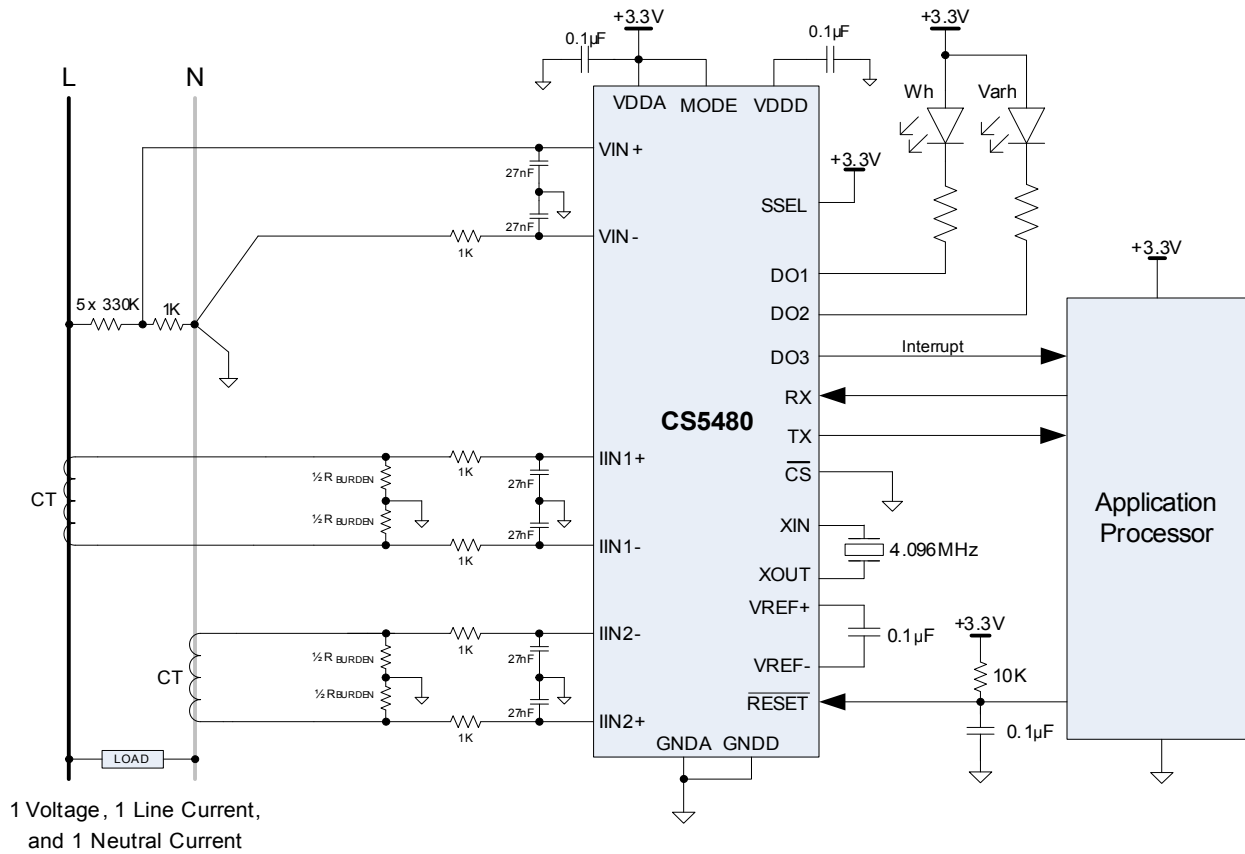 +3.3V
0.1µF
0.1µF
+3.3V
L
N
VDDA
MODE
VDDD
Wh
Varh
VIN+
27nF
+3.3V
SSEL
27nF
VIN-
1K
DO1
+3.3V
5 x 330K
1K
DO2
DO3
Interrupt
RX
CS5480
TX
IIN1+
1K
27nF
CS
½ R BURDEN
CT
½ R BURDEN
27nF
IIN1-
1K
XIN
4.096MHz
XOUT
Application
Processor
VREF+
0.1µF
+3.3V
IIN2-
1K
27nF
½ R BURDEN
VREF-
CT
½ R BURDEN
10K
27nF
RESET
IIN2+
1K
0.1µF
GNDA
GNDD
LOAD
1 Voltage, 1 Line Current,
and 1 Neutral Current